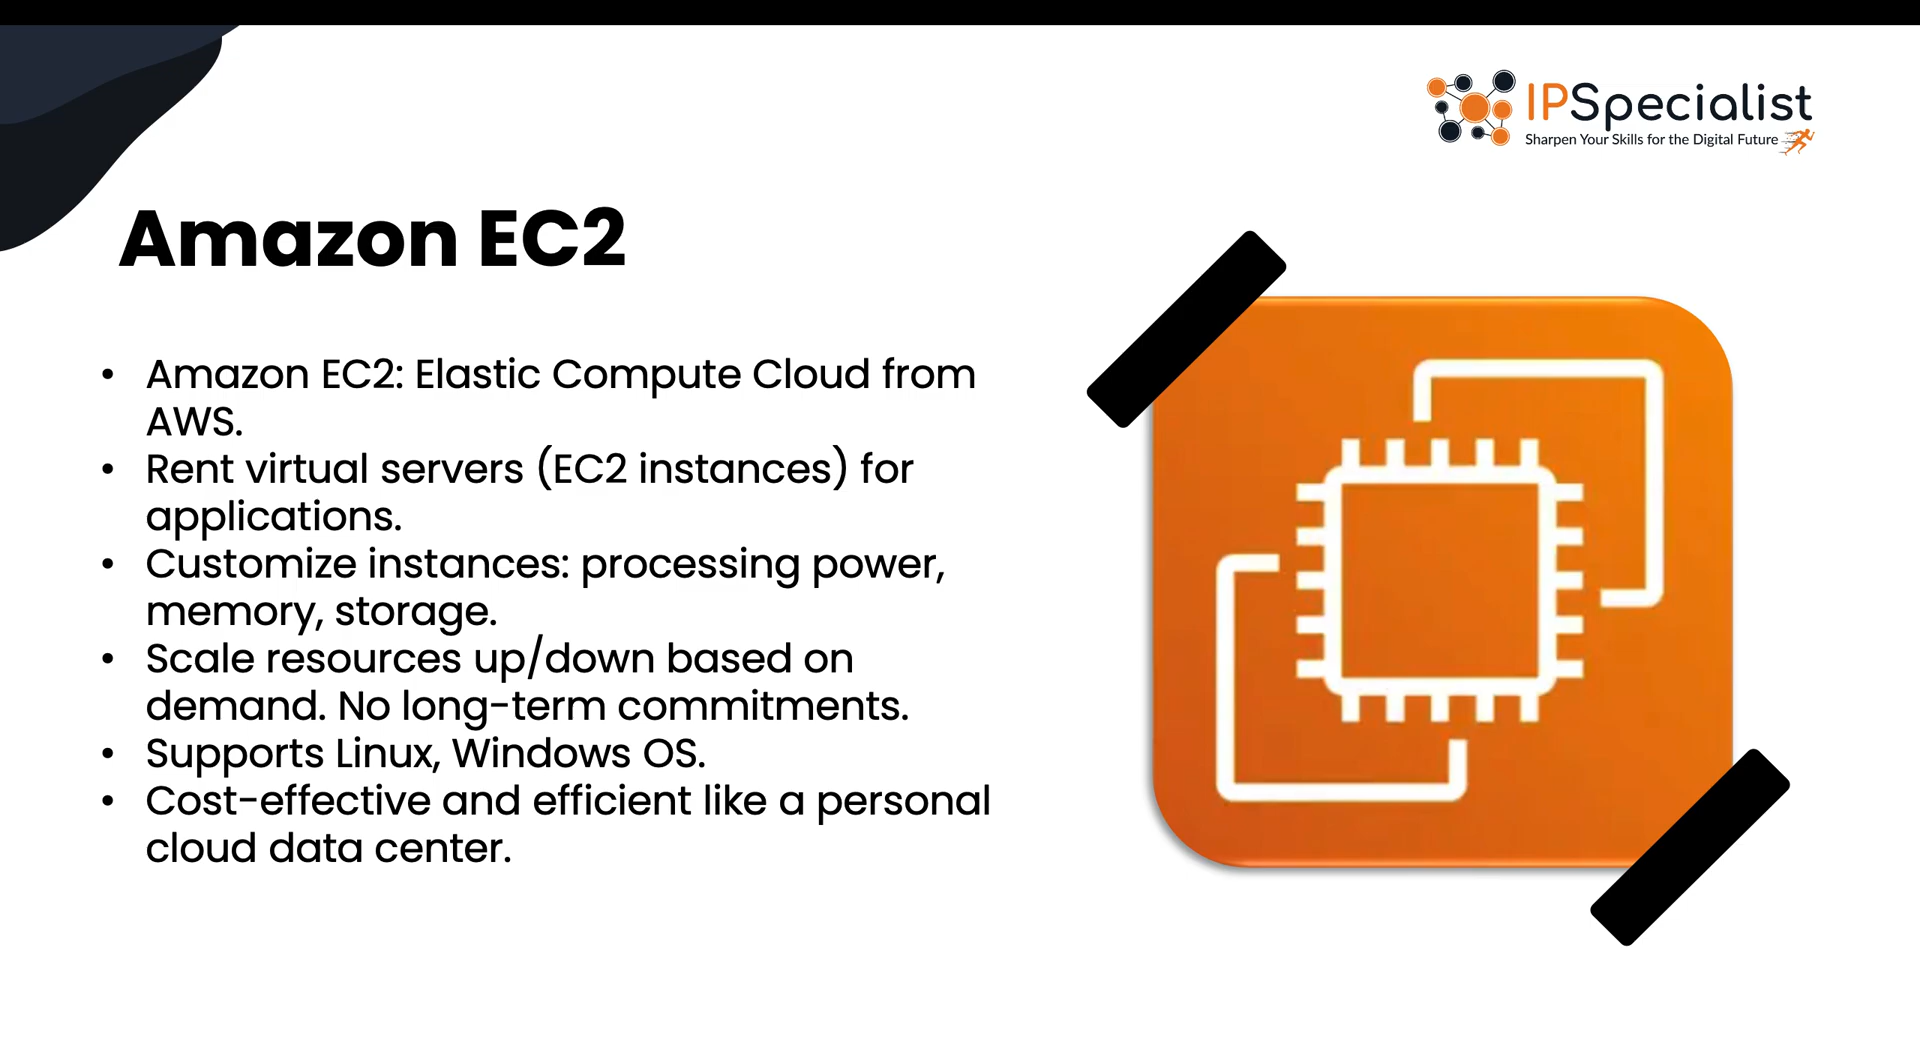 IPSpecialist
Sharpen Your Skills for the Digital Future
Amazon EC2
• Amazon EC2: Elastic Compute Cloud from
AWS.
• Rent virtual servers (EC2 instances) for
applications.
• Customize instances: processing power,
memory, storage.
• Scale resources up/down based on
demand. No long-term commitments.
• Supports Linux, Windows OS.
• Cost-effective and efficient like a personal
cloud data center.